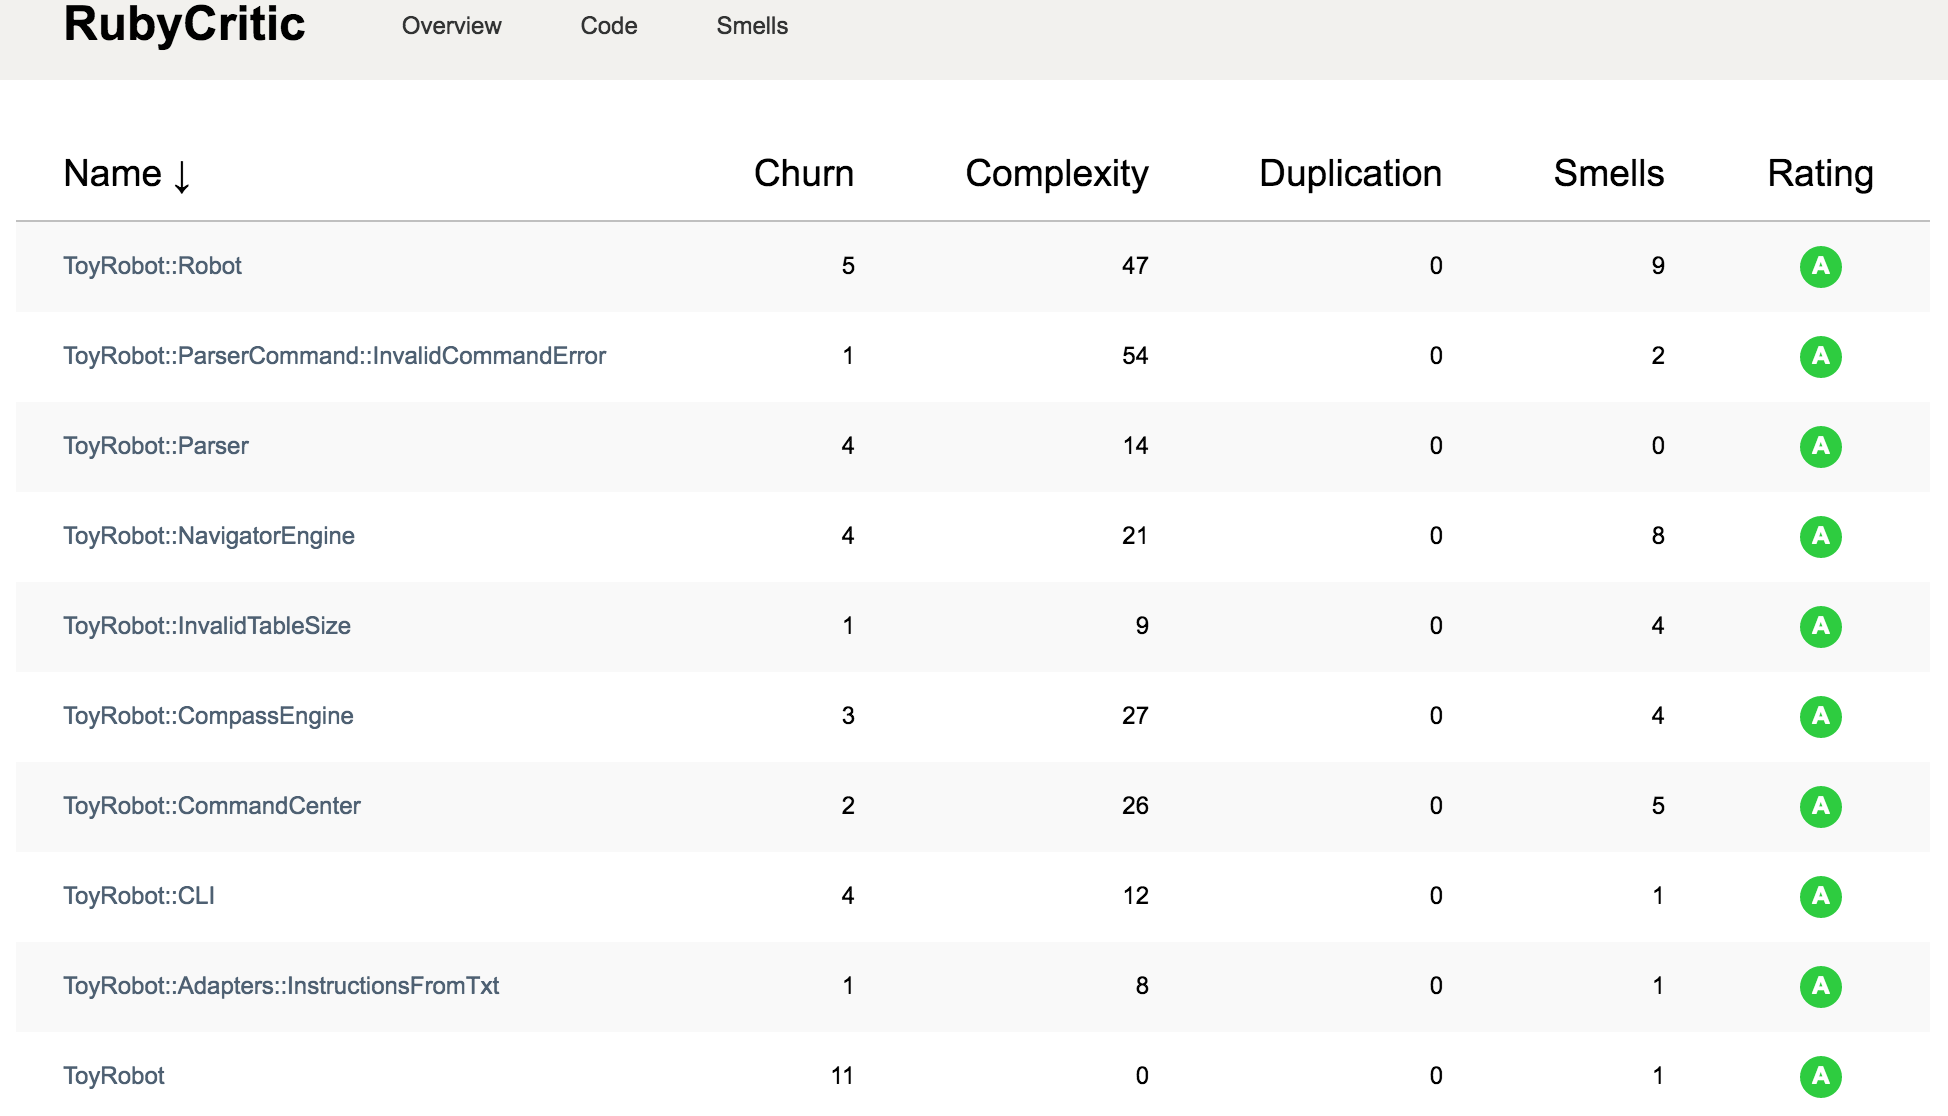 RubyCritic Overview Code Smells
Name ↓ Churn Complexity Duplication Smells Rating
ToyRobot::Robot 5 47 0 9 A
ToyRobot::ParserCommand::InvalidCommandError 1 54 0 2 A
ToyRobot::Parser 4 14 0 0 A
ToyRobot::NavigatorEngine 4 21 0 8 A
ToyRobot::InvalidTableSize 1 9 0 4 A
ToyRobot::CompassEngine 3 27 0 4 A
ToyRobot::CommandCenter 2 26 0 5 A
ToyRobot::CLI 4 12 0 1 A
ToyRobot::Adapters::InstructionsFromTxt 1 8 0 1 A
ToyRobot 11 0 0 1 A